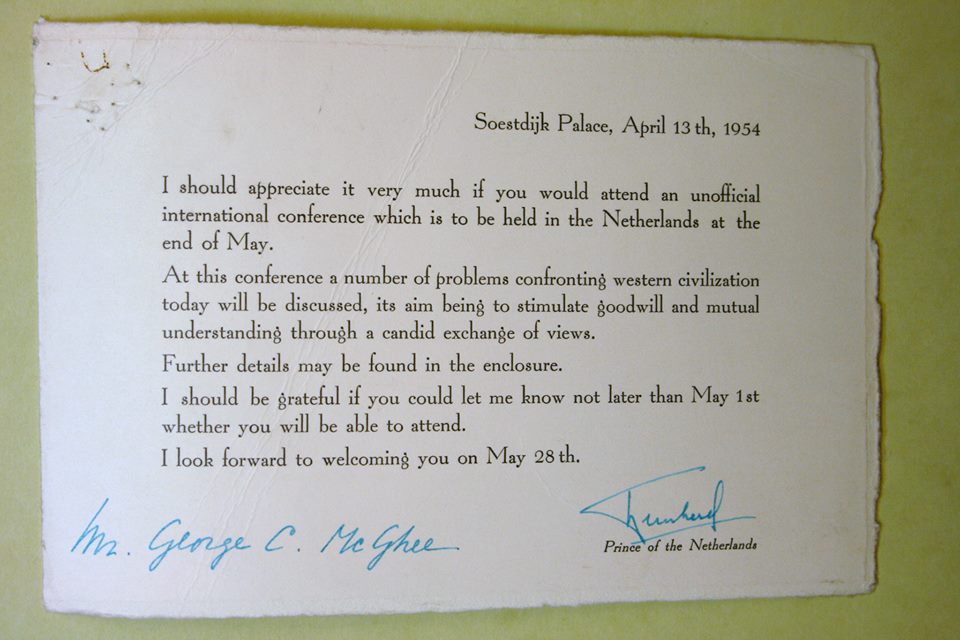 Soestdijk Palace, April 13th, 1954
I should appreciate it very much if you would attend an unofficial
international conference which is to be held in the Netherlands at the
end of May.
At this conference a number of problems confronting western civilization
today will be discussed, its aim being to stimulate goodwill and mutual
understanding through a candid exchange of views.
Further details may be found in the enclosure.
I should be grateful if you could let me know not later than May 1st
whether you will be able to attend.
I look forward to welcoming you on May 28th.
Bernhard
Prince of the Netherlands
Mr. George C. McGhee